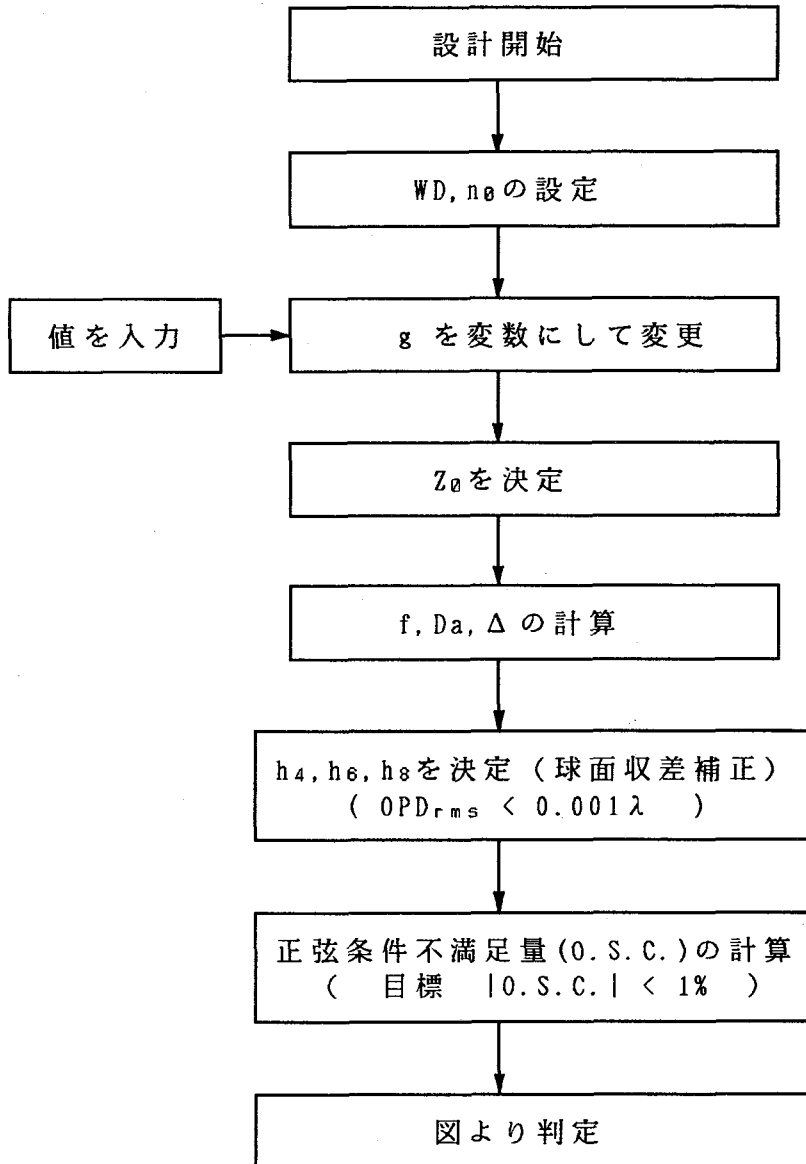 設計開始
WD,n₀の設定
値を入力
g を変数にして変更
Z₀を決定
f,Da,Δ の計算
h₄,h₆,h₈を決定（球面収差補正）
( OPDrms < 0.001λ )
正弦条件不満足量(O.S.C.)の計算
( 目標 |O.S.C.| < 1% )
図より判定